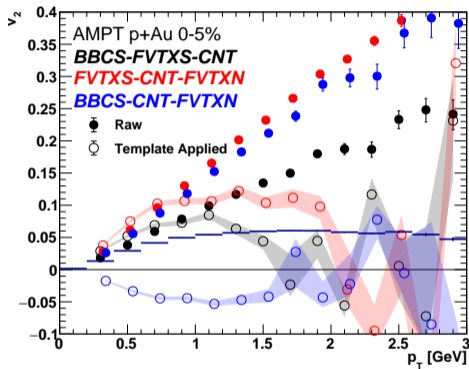 v₂
0.4
0.35
0.3
0.25
0.2
0.15
0.1
0.05
0
−0.05
−0.1
AMPT p+Au 0-5%
BBCS-FVTXS-CNT
FVTXS-CNT-FVTXN
BBCS-CNT-FVTXN
Raw
Template Applied
0 0.5 1 1.5 2 2.5 3
p_T [GeV]